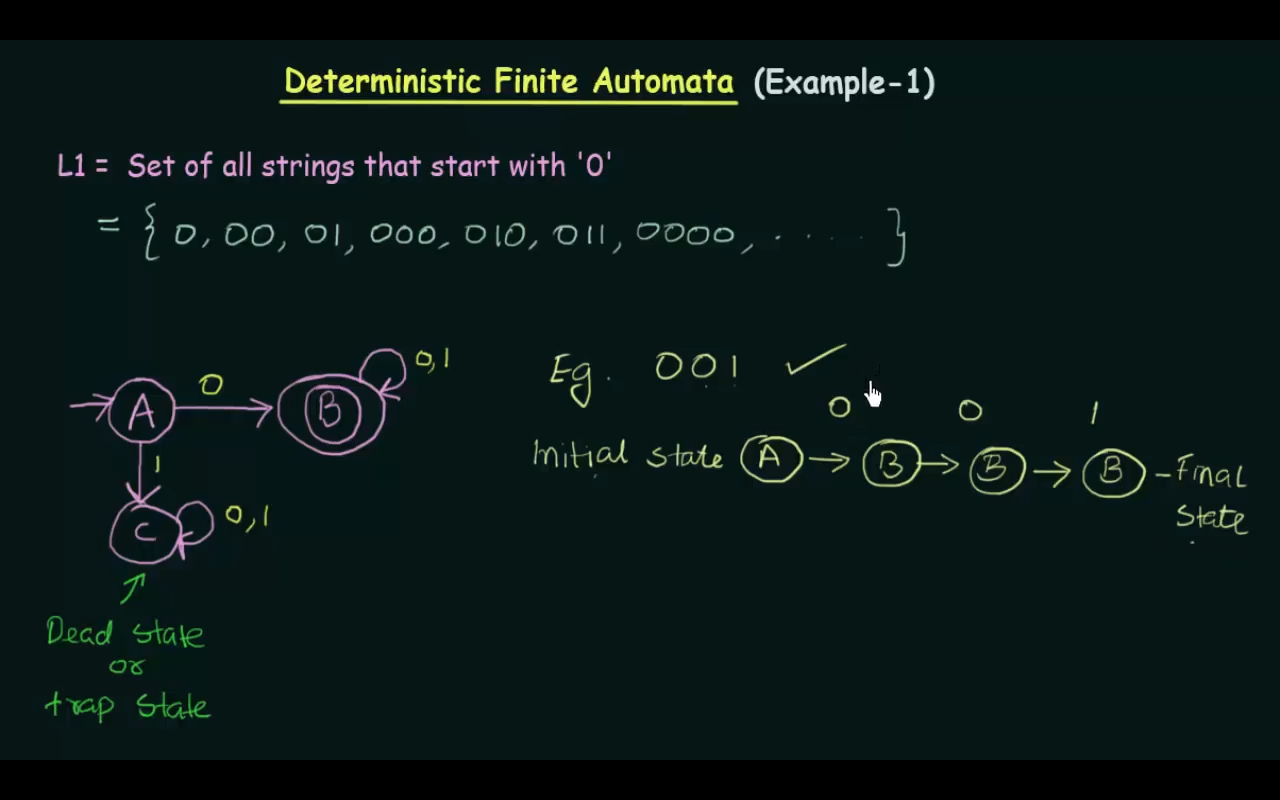 Deterministic Finite Automata (Example-1)
L1 = Set of all strings that start with '0'
= { 0, 00, 01, 000, 010, 011, 0000, ..... }
0,1
A 0 B
1
C 0,1
Dead state
or
trap state
Eg. 001 ✓
0 0 1
Initial state A → B → B → B - Final
state